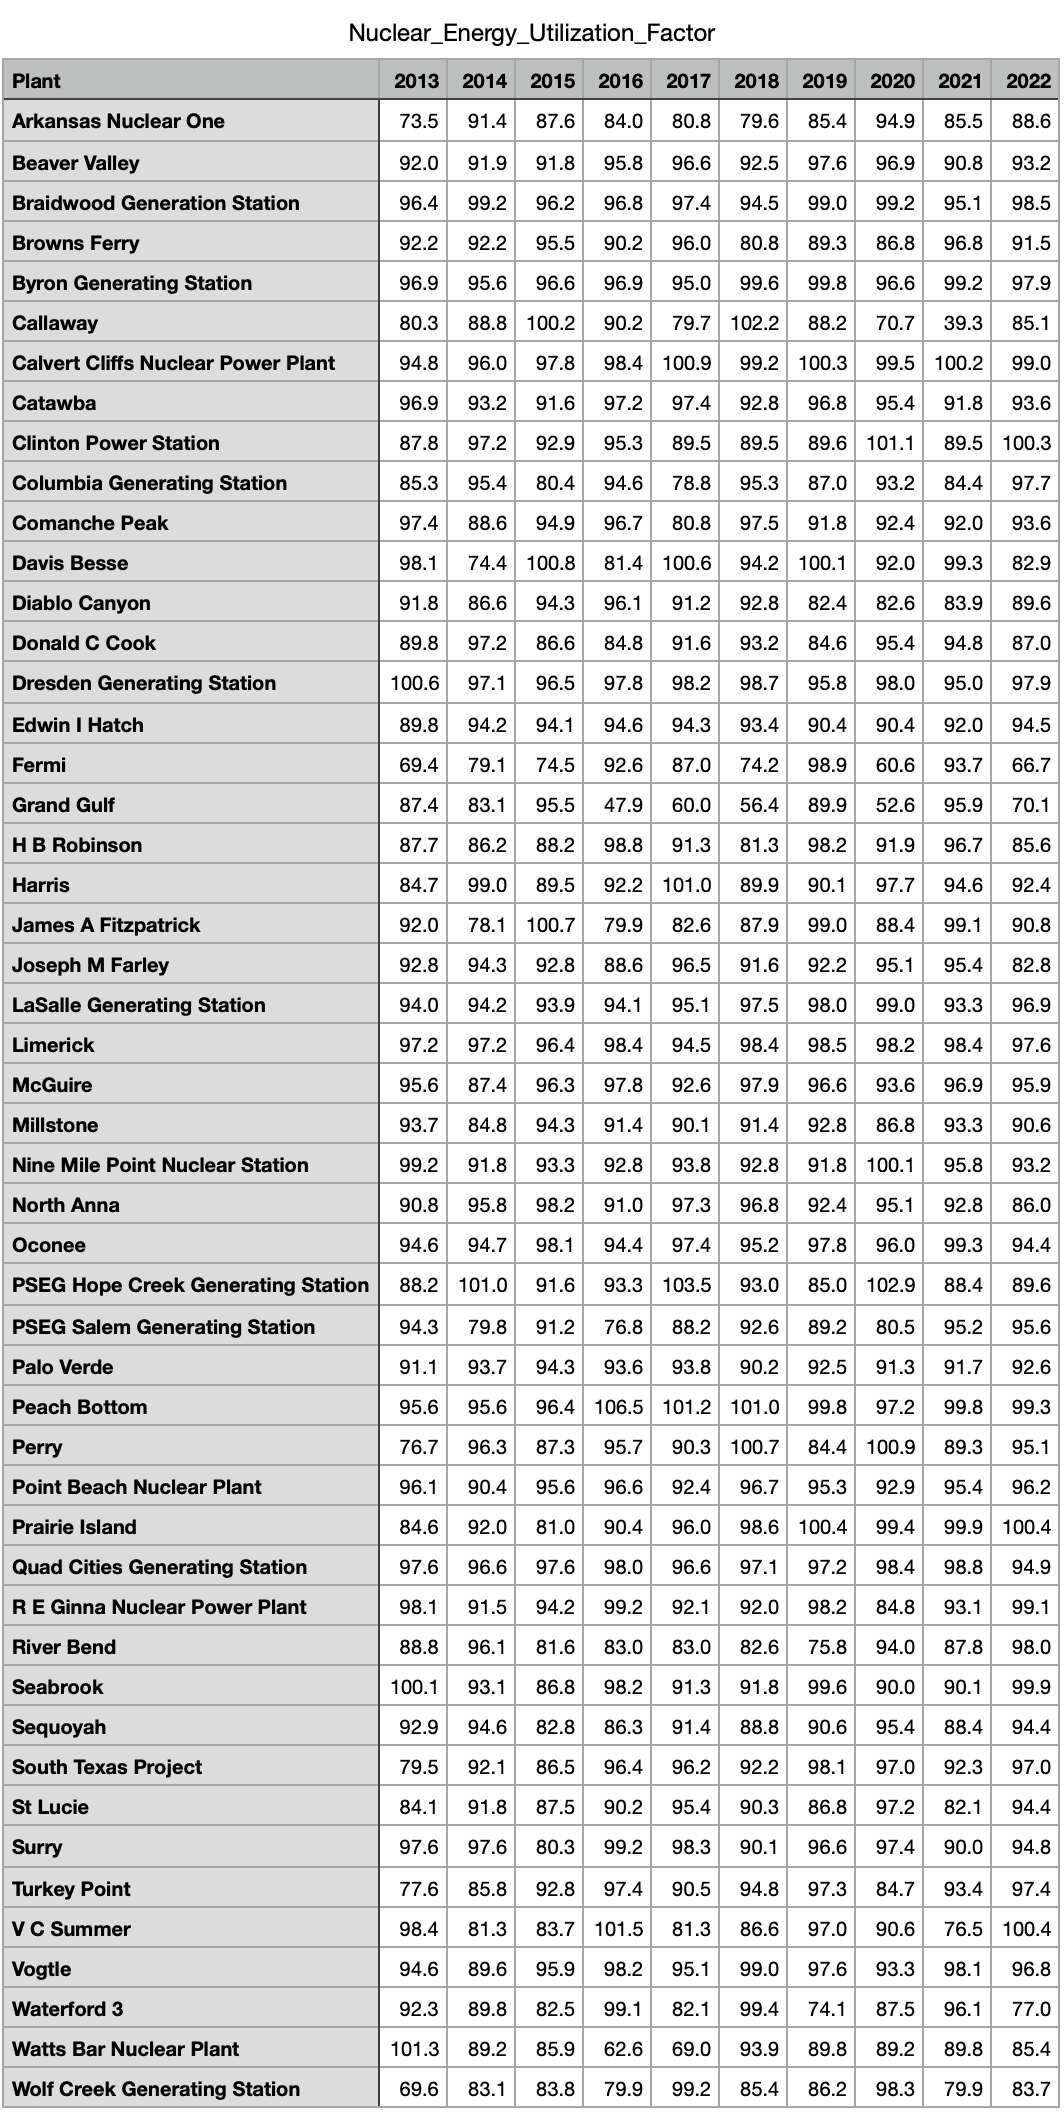 Nuclear_Energy_Utilization_Factor
Plant 2013 2014 2015 2016 2017 2018 2019 2020 2021 2022
Arkansas Nuclear One 73.5 91.4 87.6 84.0 80.8 79.6 85.4 94.9 85.5 88.6
Beaver Valley 92.0 91.9 91.8 95.8 96.6 92.5 97.6 96.9 90.8 93.2
Braidwood Generation Station 96.4 99.2 96.2 96.8 97.4 94.5 99.0 99.2 95.1 98.5
Browns Ferry 92.2 92.2 95.5 90.2 96.0 80.8 89.3 86.8 96.8 91.5
Byron Generating Station 96.9 95.6 96.6 96.9 95.0 99.6 99.8 96.6 99.2 97.9
Callaway 80.3 88.8 100.2 90.2 79.7 102.2 88.2 70.7 39.3 85.1
Calvert Cliffs Nuclear Power Plant 94.8 96.0 97.8 98.4 100.9 99.2 100.3 99.5 100.2 99.0
Catawba 96.9 93.2 91.6 97.2 97.4 92.8 96.8 95.4 91.8 93.6
Clinton Power Station 87.8 97.2 92.9 95.3 89.5 89.5 89.6 101.1 89.5 100.3
Columbia Generating Station 85.3 95.4 80.4 94.6 78.8 95.3 87.0 93.2 84.4 97.7
Comanche Peak 97.4 88.6 94.9 96.7 80.8 97.5 91.8 92.4 92.0 93.6
Davis Besse 98.1 74.4 100.8 81.4 100.6 94.2 100.1 92.0 99.3 82.9
Diablo Canyon 91.8 86.6 94.3 96.1 91.2 92.8 82.4 82.6 83.9 89.6
Donald C Cook 89.8 97.2 86.6 84.8 91.6 93.2 84.6 95.4 94.8 87.0
Dresden Generating Station 100.6 97.1 96.5 97.8 98.2 98.7 95.8 98.0 95.0 97.9
Edwin I Hatch 89.8 94.2 94.1 94.6 94.3 93.4 90.4 90.4 92.0 94.5
Fermi 69.4 79.1 74.5 92.6 87.0 74.2 98.9 60.6 93.7 66.7
Grand Gulf 87.4 83.1 95.5 47.9 60.0 56.4 89.9 52.6 95.9 70.1
H B Robinson 87.7 86.2 88.2 98.8 91.3 81.3 98.2 91.9 96.7 85.6
Harris 84.7 99.0 89.5 92.2 101.0 89.9 90.1 97.7 94.6 92.4
James A Fitzpatrick 92.0 78.1 100.7 79.9 82.6 87.9 99.0 88.4 99.1 90.8
Joseph M Farley 92.8 94.3 92.8 88.6 96.5 91.6 92.2 95.1 95.4 82.8
LaSalle Generating Station 94.0 94.2 93.9 94.1 95.1 97.5 98.0 99.0 93.3 96.9
Limerick 97.2 97.2 96.4 98.4 94.5 98.4 98.5 98.2 98.4 97.6
McGuire 95.6 87.4 96.3 97.8 92.6 97.9 96.6 93.6 96.9 95.9
Millstone 93.7 84.8 94.3 91.4 90.1 91.4 92.8 86.8 93.3 90.6
Nine Mile Point Nuclear Station 99.2 91.8 93.3 92.8 93.8 92.8 91.8 100.1 95.8 93.2
North Anna 90.8 95.8 98.2 91.0 97.3 96.8 92.4 95.1 92.8 86.0
Oconee 94.6 94.7 98.1 94.4 97.4 95.2 97.8 96.0 99.3 94.4
PSEG Hope Creek Generating Station 88.2 101.0 91.6 93.3 103.5 93.0 85.0 102.9 88.4 89.6
PSEG Salem Generating Station 94.3 79.8 91.2 76.8 88.2 92.6 89.2 80.5 95.2 95.6
Palo Verde 91.1 93.7 94.3 93.6 93.8 90.2 92.5 91.3 91.7 92.6
Peach Bottom 95.6 95.6 96.4 106.5 101.2 101.0 99.8 97.2 99.8 99.3
Perry 76.7 96.3 87.3 95.7 90.3 100.7 84.4 100.9 89.3 95.1
Point Beach Nuclear Plant 96.1 90.4 95.6 96.6 92.4 96.7 95.3 92.9 95.4 96.2
Prairie Island 84.6 92.0 81.0 90.4 96.0 98.6 100.4 99.4 99.9 100.4
Quad Cities Generating Station 97.6 96.6 97.6 98.0 96.6 97.1 97.2 98.4 98.8 94.9
R E Ginna Nuclear Power Plant 98.1 91.5 94.2 99.2 92.1 92.0 98.2 84.8 93.1 99.1
River Bend 88.8 96.1 81.6 83.0 83.0 82.6 75.8 94.0 87.8 98.0
Seabrook 100.1 93.1 86.8 98.2 91.3 91.8 99.6 90.0 90.1 99.9
Sequoyah 92.9 94.6 82.8 86.3 91.4 88.8 90.6 95.4 88.4 94.4
South Texas Project 79.5 92.1 86.5 96.4 96.2 92.2 98.1 97.0 92.3 97.0
St Lucie 84.1 91.8 87.5 90.2 95.4 90.3 86.8 97.2 82.1 94.4
Surry 97.6 97.6 80.3 99.2 98.3 90.1 96.6 97.4 90.0 94.8
Turkey Point 77.6 85.8 92.8 97.4 90.5 94.8 97.3 84.7 93.4 97.4
V C Summer 98.4 81.3 83.7 101.5 81.3 86.6 97.0 90.6 76.5 100.4
Vogtle 94.6 89.6 95.9 98.2 95.1 99.0 97.6 93.3 98.1 96.8
Waterford 3 92.3 89.8 82.5 99.1 82.1 99.4 74.1 87.5 96.1 77.0
Watts Bar Nuclear Plant 101.3 89.2 85.9 62.6 69.0 93.9 89.8 89.2 89.8 85.4
Wolf Creek Generating Station 69.6 83.1 83.8 79.9 99.2 85.4 86.2 98.3 79.9 83.7